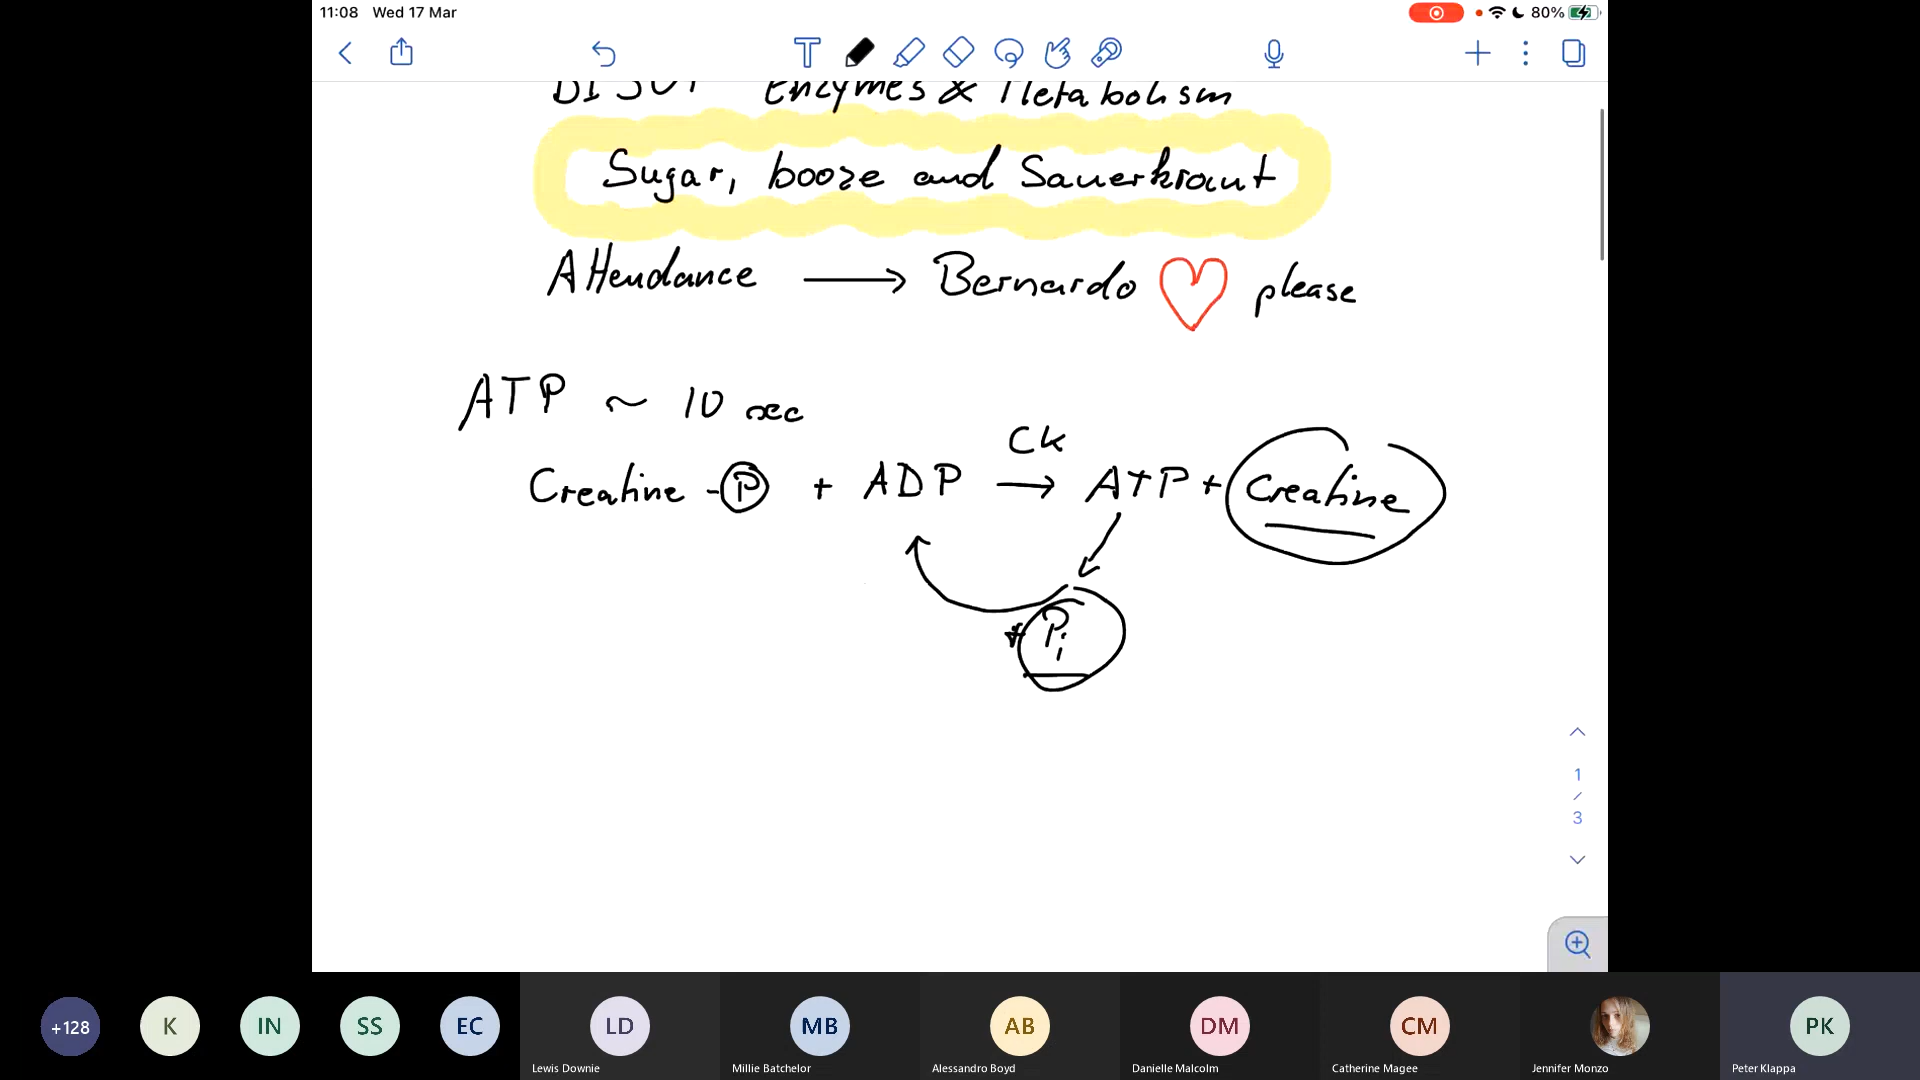 11:08 Wed 17 Mar 80%
Enzymes & Metabolism
Sugar, booze and Sauerkraut
Attendance → Bernardo ♡ please
ATP ~ 10 sec
CK
Creatine - P + ADP → ATP + Creatine
+ Pi
1
/
3
+128 K IN SS EC LD MB AB DM CM PK
Lewis Downie Millie Batchelor Alessandro Boyd Danielle Malcolm Catherine Magee Jennifer Monzo Peter Klappa